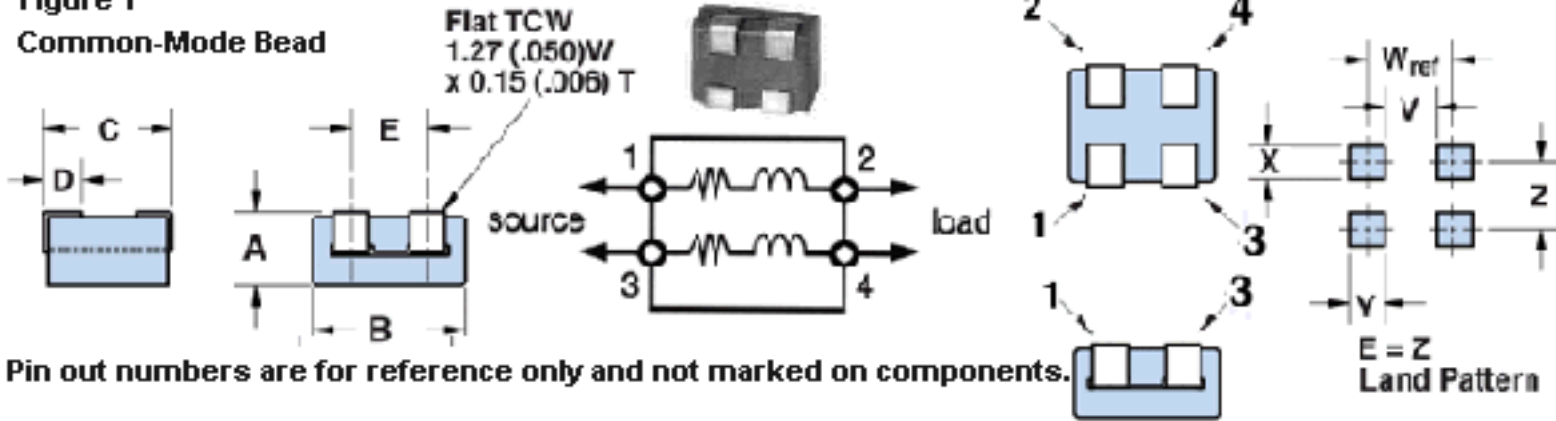 Figure 1
Common-Mode Bead
Flat TCW
1.27 (.050)W
x 0.15 (.006) T
C
D
E
A
B
source
1
2
3
4
load
2
4
1
3
1
3
Wref
V
X
Z
Y
E = Z
Land Pattern
Pin out numbers are for reference only and not marked on components.